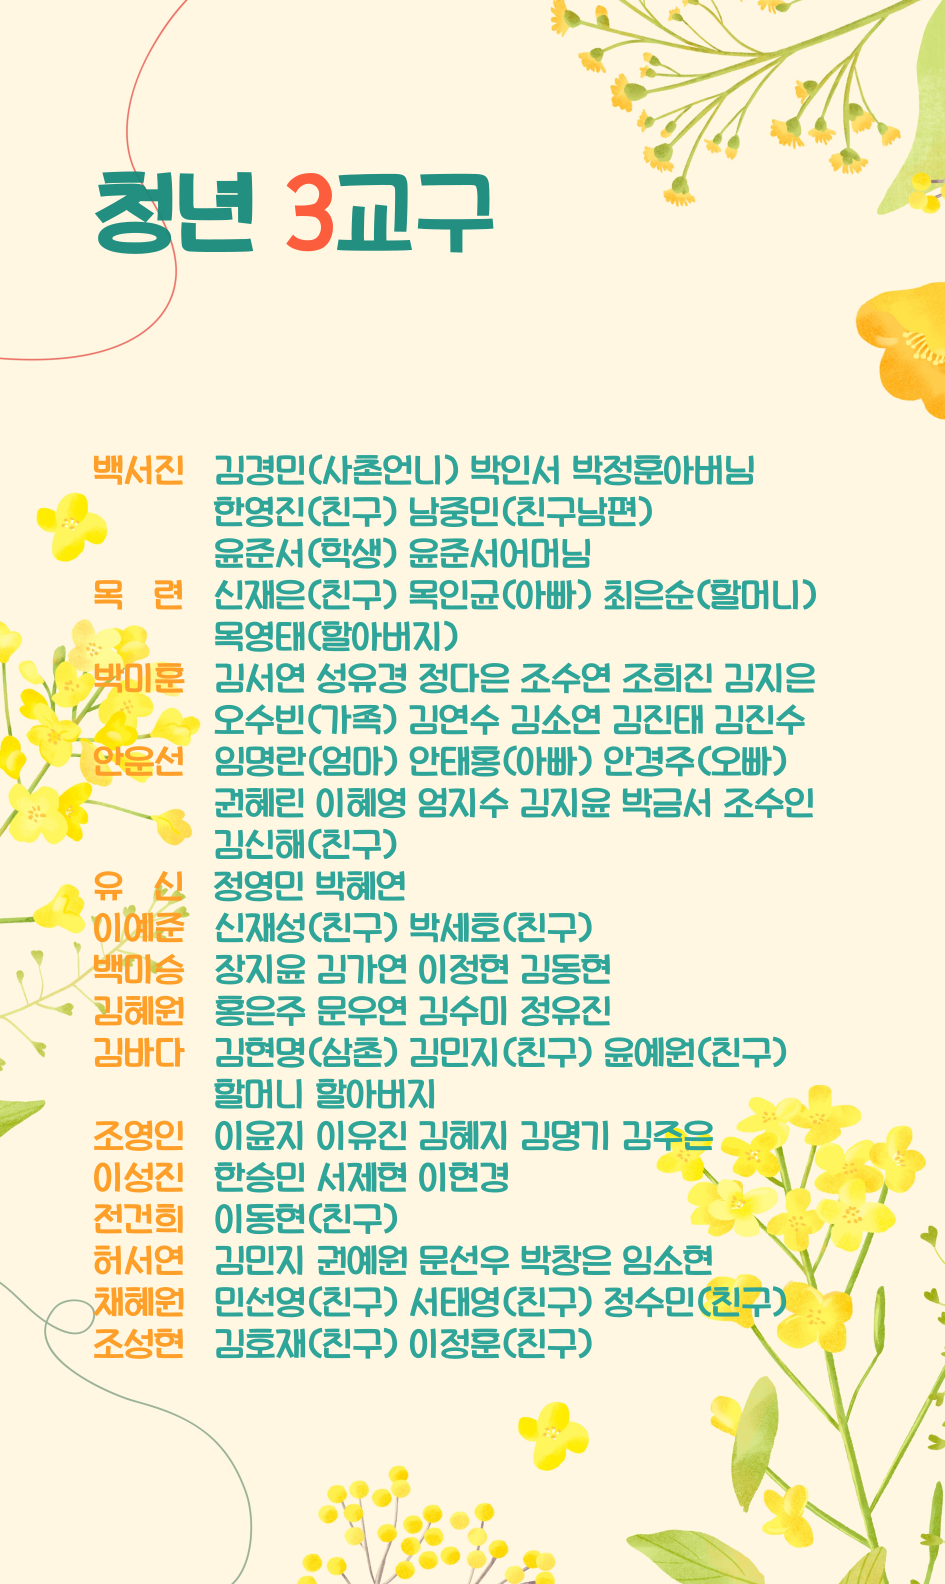 청년 3교구
백서진 김경민(사촌언니) 박인서 박정훈아버님
한영진(친구) 남중민(친구남편)
윤준서(학생) 윤준서어머님
목 련 신재은(친구) 목인균(아빠) 최은순(할머니)
목영태(할아버지)
박미훈 김서연 성유경 정다은 조수연 조희진 김지은
오수빈(가족) 김연수 김소연 김진태 김진수
안운선 임명란(엄마) 안태홍(아빠) 안경주(오빠)
권혜린 이혜영 엄지수 김지윤 박금서 조수인
김신해(친구)
유 신 정영민 박혜연
이예준 신재성(친구) 박세호(친구)
백미승 장지윤 김가연 이정현 김동현
김혜원 홍은주 문우연 김수미 정유진
김바다 김현명(삼촌) 김민지(친구) 윤예원(친구)
할머니 할아버지
조영인 이윤지 이유진 김혜지 김명기 김주은
이성진 한승민 서제현 이현경
전건희 이동현(친구)
허서연 김민지 권예원 문선우 박창은 임소현
채혜원 민선영(친구) 서태영(친구) 정수민(친구)
조성현 김호재(친구) 이정훈(친구)